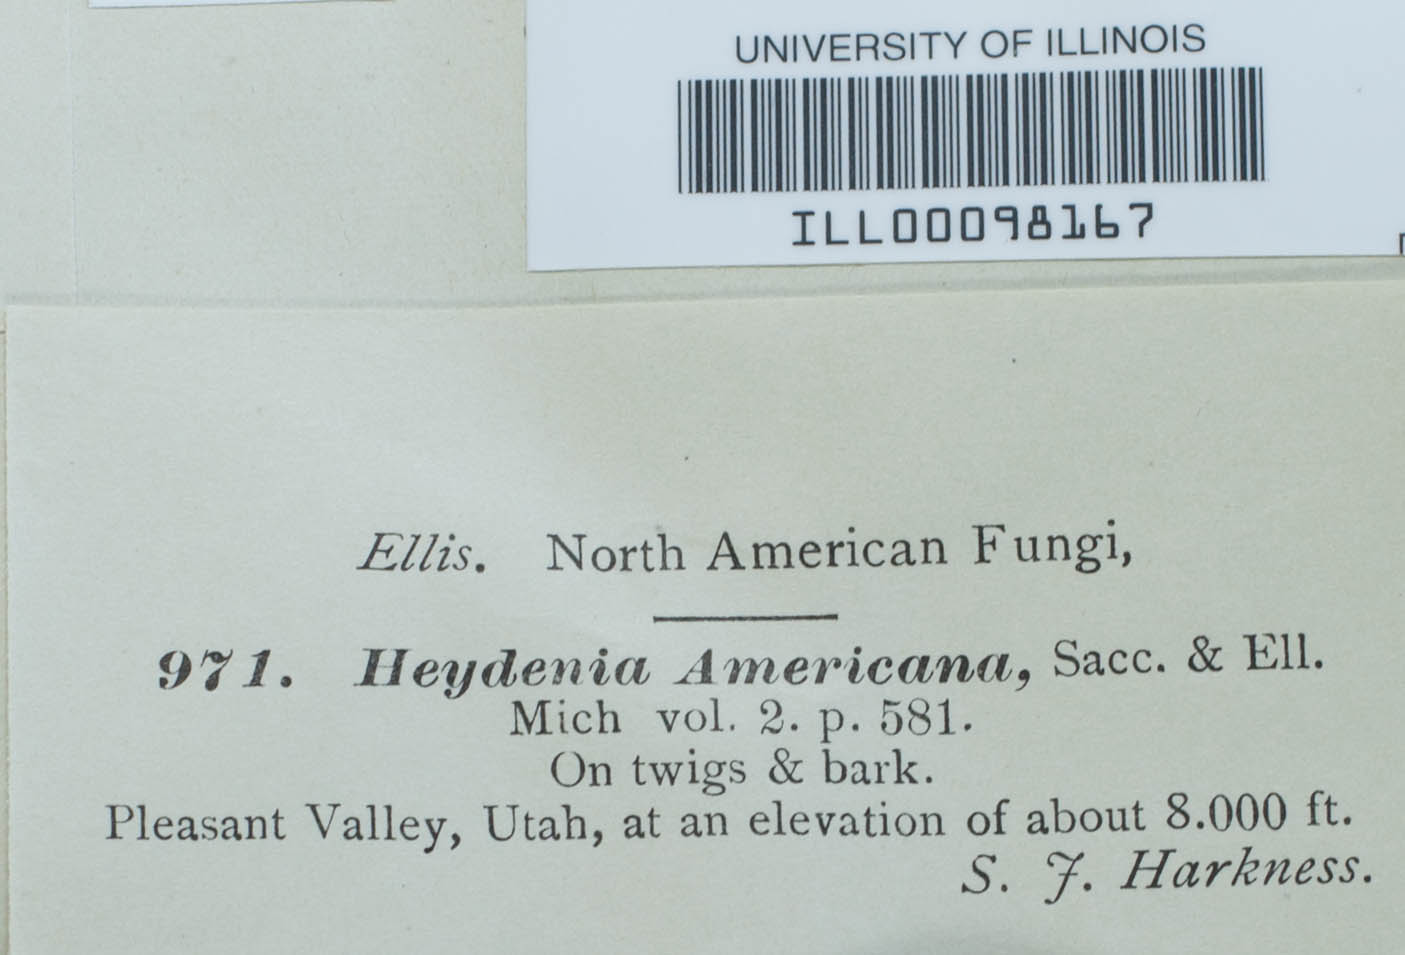 UNIVERSITY OF ILLINOIS
ILL00098167
Ellis. North American Fungi,
971. Heydenia Americana, Sacc. & Ell.
Mich vol. 2. p. 581.
On twigs & bark.
Pleasant Valley, Utah, at an elevation of about 8.000 ft.
S. J. Harkness.